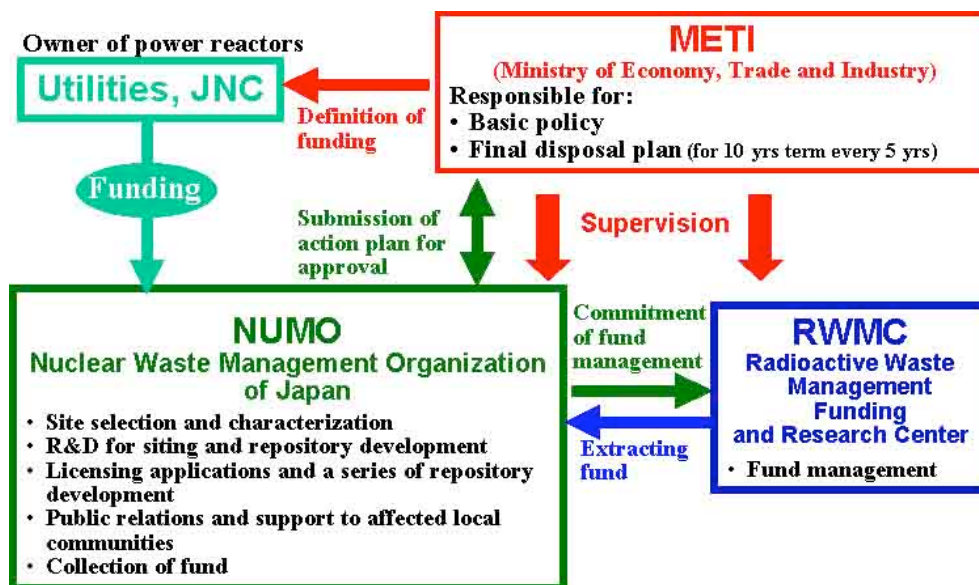 Owner of power reactors
Utilities, JNC
Funding
Definition of
funding
METI
(Ministry of Economy, Trade and Industry)
Responsible for:
• Basic policy
• Final disposal plan (for 10 yrs term every 5 yrs)
Submission of
action plan for
approval
Supervision
NUMO
Nuclear Waste Management Organization
of Japan
• Site selection and characterization
• R&D for siting and repository development
• Licensing applications and a series of repository
development
• Public relations and support to affected local
communities
• Collection of fund
Commitment
of fund
management
Extracting
fund
RWMC
Radioactive Waste
Management
Funding
and Research Center
• Fund management